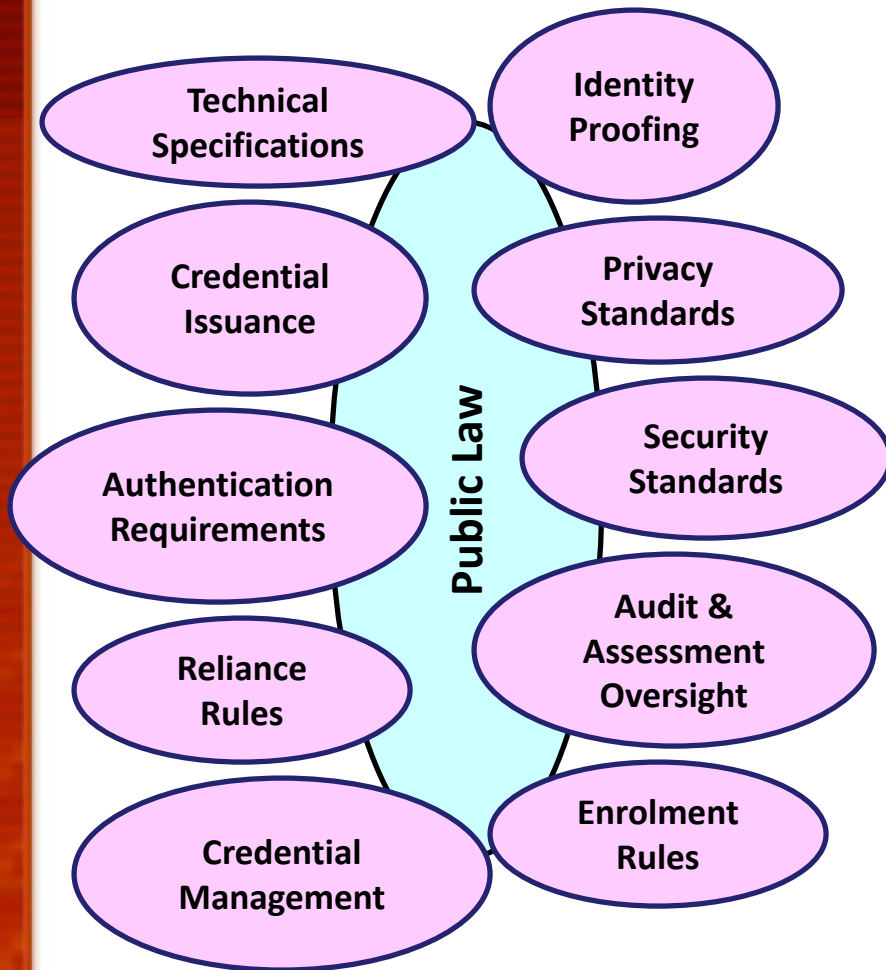 Technical
Specifications
Identity
Proofing
Credential
Issuance
Privacy
Standards
Public Law
Security
Standards
Authentication
Requirements
Audit &
Assessment
Oversight
Reliance
Rules
Enrolment
Rules
Credential
Management